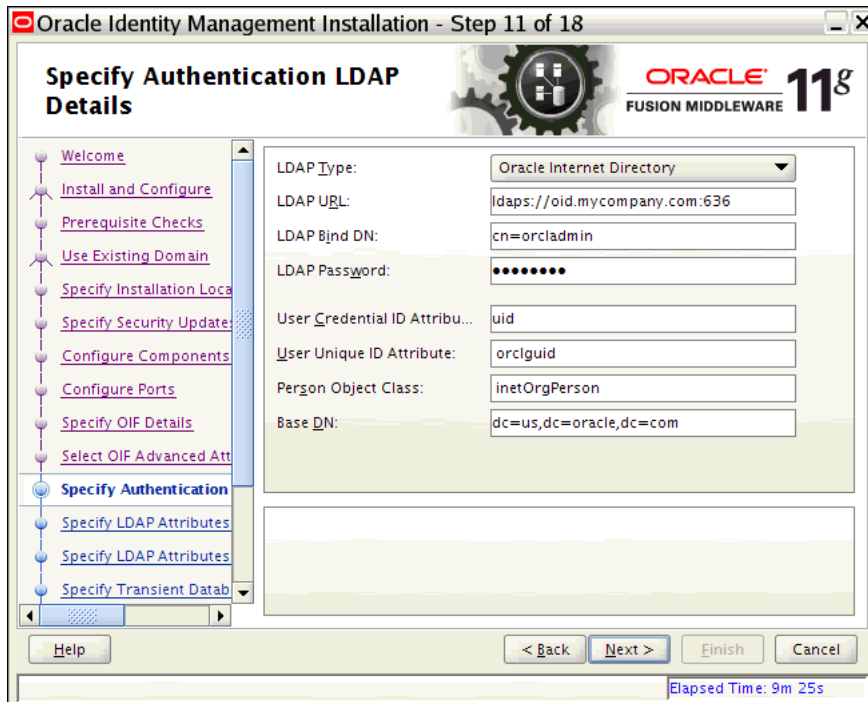 Oracle Identity Management Installation - Step 11 of 18
Specify Authentication LDAP
Details
ORACLE
FUSION MIDDLEWARE 11g
Welcome
Install and Configure
Prerequisite Checks
Use Existing Domain
Specify Installation Loca
Specify Security Updates
Configure Components
Configure Ports
Specify OIF Details
Select OIF Advanced Att
Specify Authentication
Specify LDAP Attributes
Specify LDAP Attributes
Specify Transient Datab
LDAP Type: Oracle Internet Directory
LDAP URL: ldaps://oid.mycompany.com:636
LDAP Bind DN: cn=orcladmin
LDAP Password: ●●●●●●●●
User Credential ID Attribu... uid
User Unique ID Attribute: orclguid
Person Object Class: inetOrgPerson
Base DN: dc=us,dc=oracle,dc=com
Help < Back Next > Finish Cancel
Elapsed Time: 9m 25s